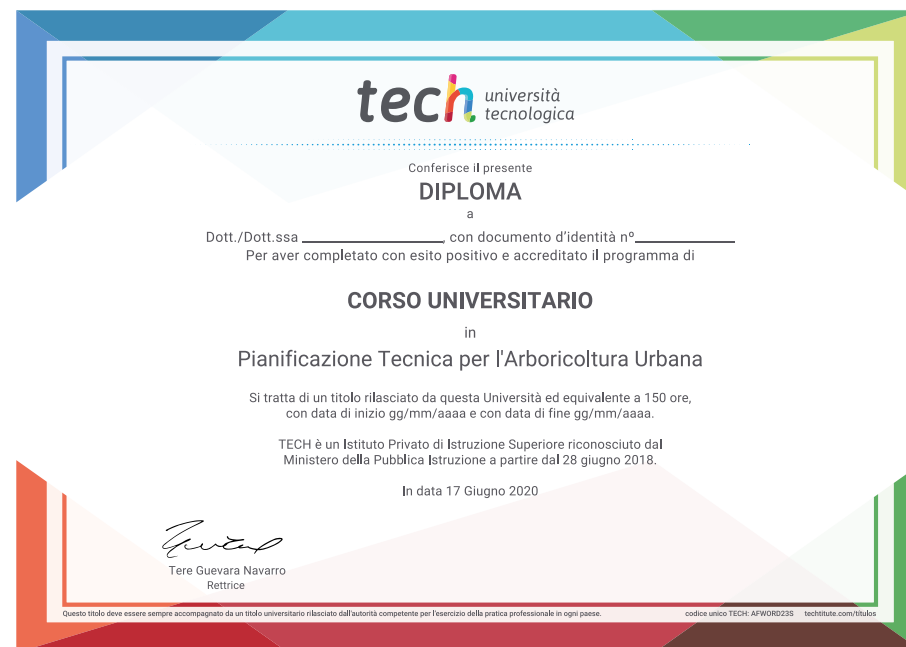 tech università
tecnologica
Conferisce il presente
DIPLOMA
a
Dott./Dott.ssa ____________________, con documento d'identità nº______________
Per aver completato con esito positivo e accreditato il programma di
CORSO UNIVERSITARIO
in
Pianificazione Tecnica per l'Arboricoltura Urbana
Si tratta di un titolo rilasciato da questa Università ed equivalente a 150 ore,
con data di inizio gg/mm/aaaa e con data di fine gg/mm/aaaa.
TECH è un Istituto Privato di Istruzione Superiore riconosciuto dal
Ministero della Pubblica Istruzione a partire dal 28 giugno 2018.
In data 17 Giugno 2020
Tere Guevara Navarro
Rettrice
Questo titolo deve essere sempre accompagnato da un titolo universitario rilasciato dall'autorità competente per l'esercizio della pratica professionale in ogni paese. codice unico TECH: AFWORD23S techtitute.com/titulos